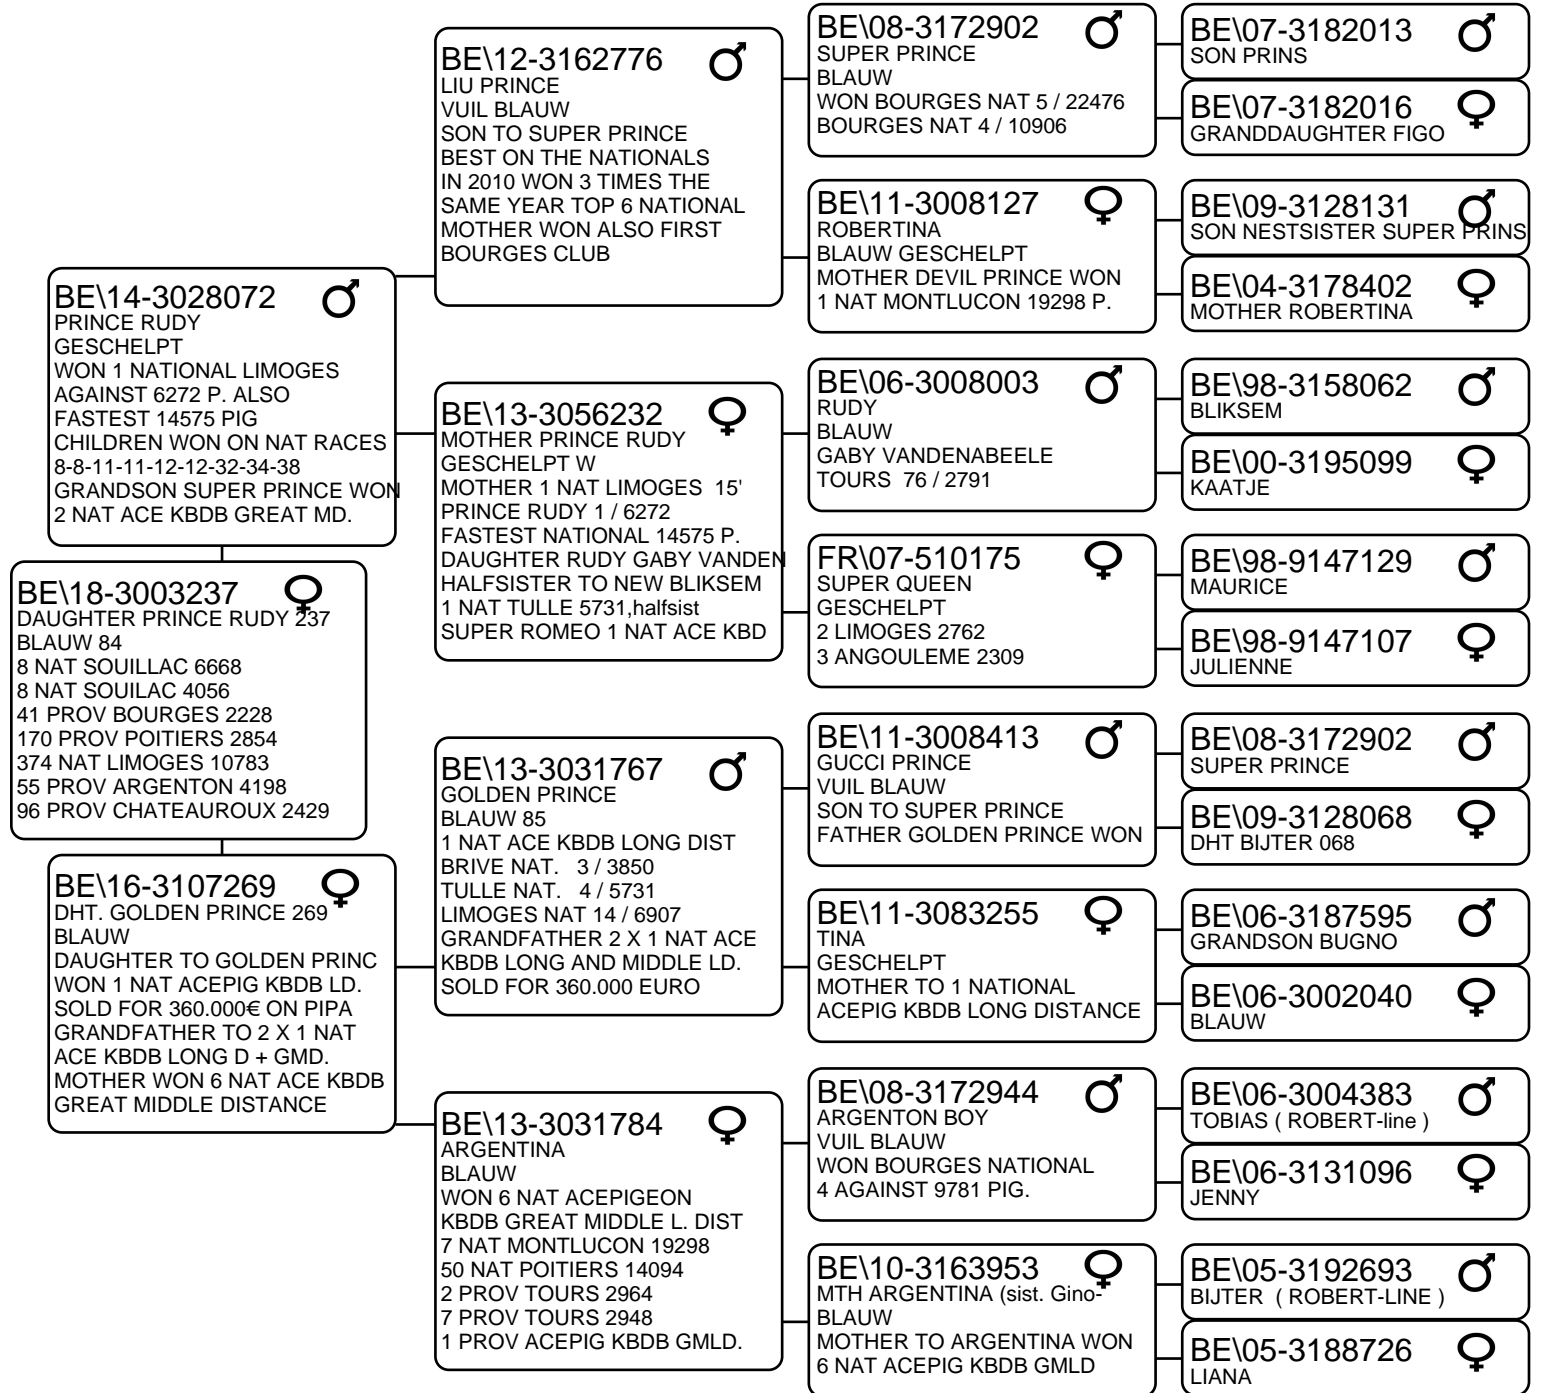 BE\18-3003237
DAUGHTER PRINCE RUDY 237
BLAUW 84
8 NAT SOUILLAC 6668
8 NAT SOUILAC 4056
41 PROV BOURGES 2228
170 PROV POITIERS 2854
374 NAT LIMOGES 10783
55 PROV ARGENTON 4198
96 PROV CHATEAUROUX 2429
BE\14-3028072
PRINCE RUDY
GESCHELPT
WON 1 NATIONAL LIMOGES
AGAINST 6272 P. ALSO
FASTEST 14575 PIG
CHILDREN WON ON NAT RACES
8-8-11-11-12-12-32-34-38
GRANDSON SUPER PRINCE WON
2 NAT ACE KBDB GREAT MD.
BE\16-3107269
DHT. GOLDEN PRINCE 269
BLAUW
DAUGHTER TO GOLDEN PRINC
WON 1 NAT ACEPIG KBDB LD.
SOLD FOR 360.000€ ON PIPA
GRANDFATHER TO 2 X 1 NAT
ACE KBDB LONG D + GMD.
MOTHER WON 6 NAT ACE KBDB
GREAT MIDDLE DISTANCE
BE\12-3162776
LIU PRINCE
VUIL BLAUW
SON TO SUPER PRINCE
BEST ON THE NATIONALS
IN 2010 WON 3 TIMES THE
SAME YEAR TOP 6 NATIONAL
MOTHER WON ALSO FIRST
BOURGES CLUB
BE\13-3056232
MOTHER PRINCE RUDY
GESCHELPT W
MOTHER 1 NAT LIMOGES  15'
PRINCE RUDY 1 / 6272
FASTEST NATIONAL 14575 P.
DAUGHTER RUDY GABY VANDEN
HALFSISTER TO NEW BLIKSEM
1 NAT TULLE 5731,halfsist
SUPER ROMEO 1 NAT ACE KBD
BE\13-3031767
GOLDEN PRINCE
BLAUW 85
1 NAT ACE KBDB LONG DIST
BRIVE NAT.   3 / 3850
TULLE NAT.   4 / 5731
LIMOGES NAT 14 / 6907
GRANDFATHER 2 X 1 NAT ACE
KBDB LONG AND MIDDLE LD.
SOLD FOR 360.000 EURO
BE\13-3031784
ARGENTINA
BLAUW
WON 6 NAT ACEPIGEON
KBDB GREAT MIDDLE L. DIST
7 NAT MONTLUCON 19298
50 NAT POITIERS 14094
2 PROV TOURS 2964
7 PROV TOURS 2948
1 PROV ACEPIG KBDB GMLD.
BE\08-3172902
SUPER PRINCE
BLAUW
WON BOURGES NAT 5 / 22476
BOURGES NAT 4 / 10906
BE\11-3008127
ROBERTINA
BLAUW GESCHELPT
MOTHER DEVIL PRINCE WON
1 NAT MONTLUCON 19298 P.
BE\06-3008003
RUDY
BLAUW
GABY VANDENABEELE
TOURS  76 / 2791
FR\07-510175
SUPER QUEEN
GESCHELPT
2 LIMOGES 2762
3 ANGOULEME 2309
BE\11-3008413
GUCCI PRINCE
VUIL BLAUW
SON TO SUPER PRINCE
FATHER GOLDEN PRINCE WON
BE\11-3083255
TINA
GESCHELPT
MOTHER TO 1 NATIONAL
ACEPIG KBDB LONG DISTANCE
BE\08-3172944
ARGENTON BOY
VUIL BLAUW
WON BOURGES NATIONAL
4 AGAINST 9781 PIG.
BE\10-3163953
MTH ARGENTINA (sist. Gino-
BLAUW
MOTHER TO ARGENTINA WON
6 NAT ACEPIG KBDB GMLD
BE\07-3182013
SON PRINS
BE\07-3182016
GRANDDAUGHTER FIGO
BE\09-3128131
SON NESTSISTER SUPER PRINS
BE\04-3178402
MOTHER ROBERTINA
BE\98-3158062
BLIKSEM
BE\00-3195099
KAATJE
BE\98-9147129
MAURICE
BE\98-9147107
JULIENNE
BE\08-3172902
SUPER PRINCE
BE\09-3128068
DHT BIJTER 068
BE\06-3187595
GRANDSON BUGNO
BE\06-3002040
BLAUW
BE\06-3004383
TOBIAS ( ROBERT-line )
BE\06-3131096
JENNY
BE\05-3192693
BIJTER  ( ROBERT-LINE )
BE\05-3188726
LIANA